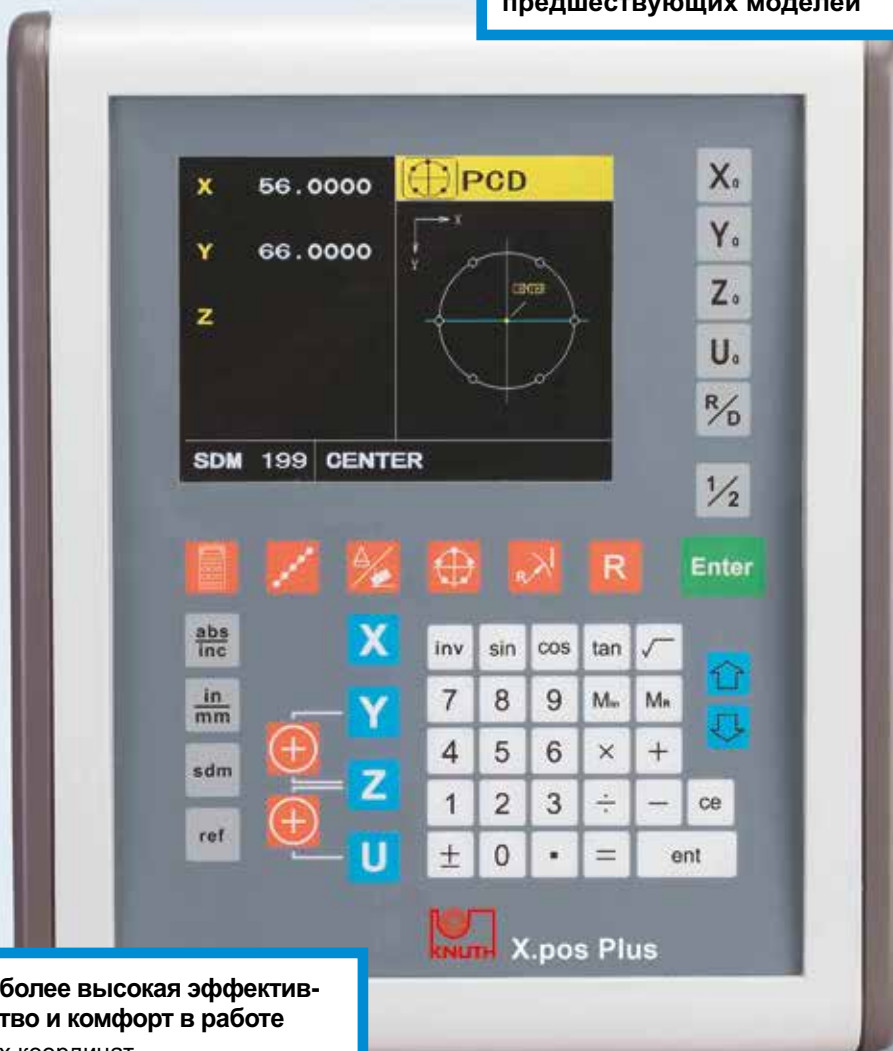 предшествующих моделей
X 56.0000
PCD
X
Y
Y 66.0000
CENTER
Z
SDM 199 CENTER
X0
Y0
Z0
U0
R/D
1/2
R
R
Enter
abs
inc
X
inv sin cos tan √
in
mm
Y
7 8 9 Min MR
sdm
4 5 6 × +
Z
1 2 3 ÷ − ce
ref
U
± 0 . = ent
KNUTH X.pos Plus
более высокая эффектив-
тво и комфорт в работе
х координат